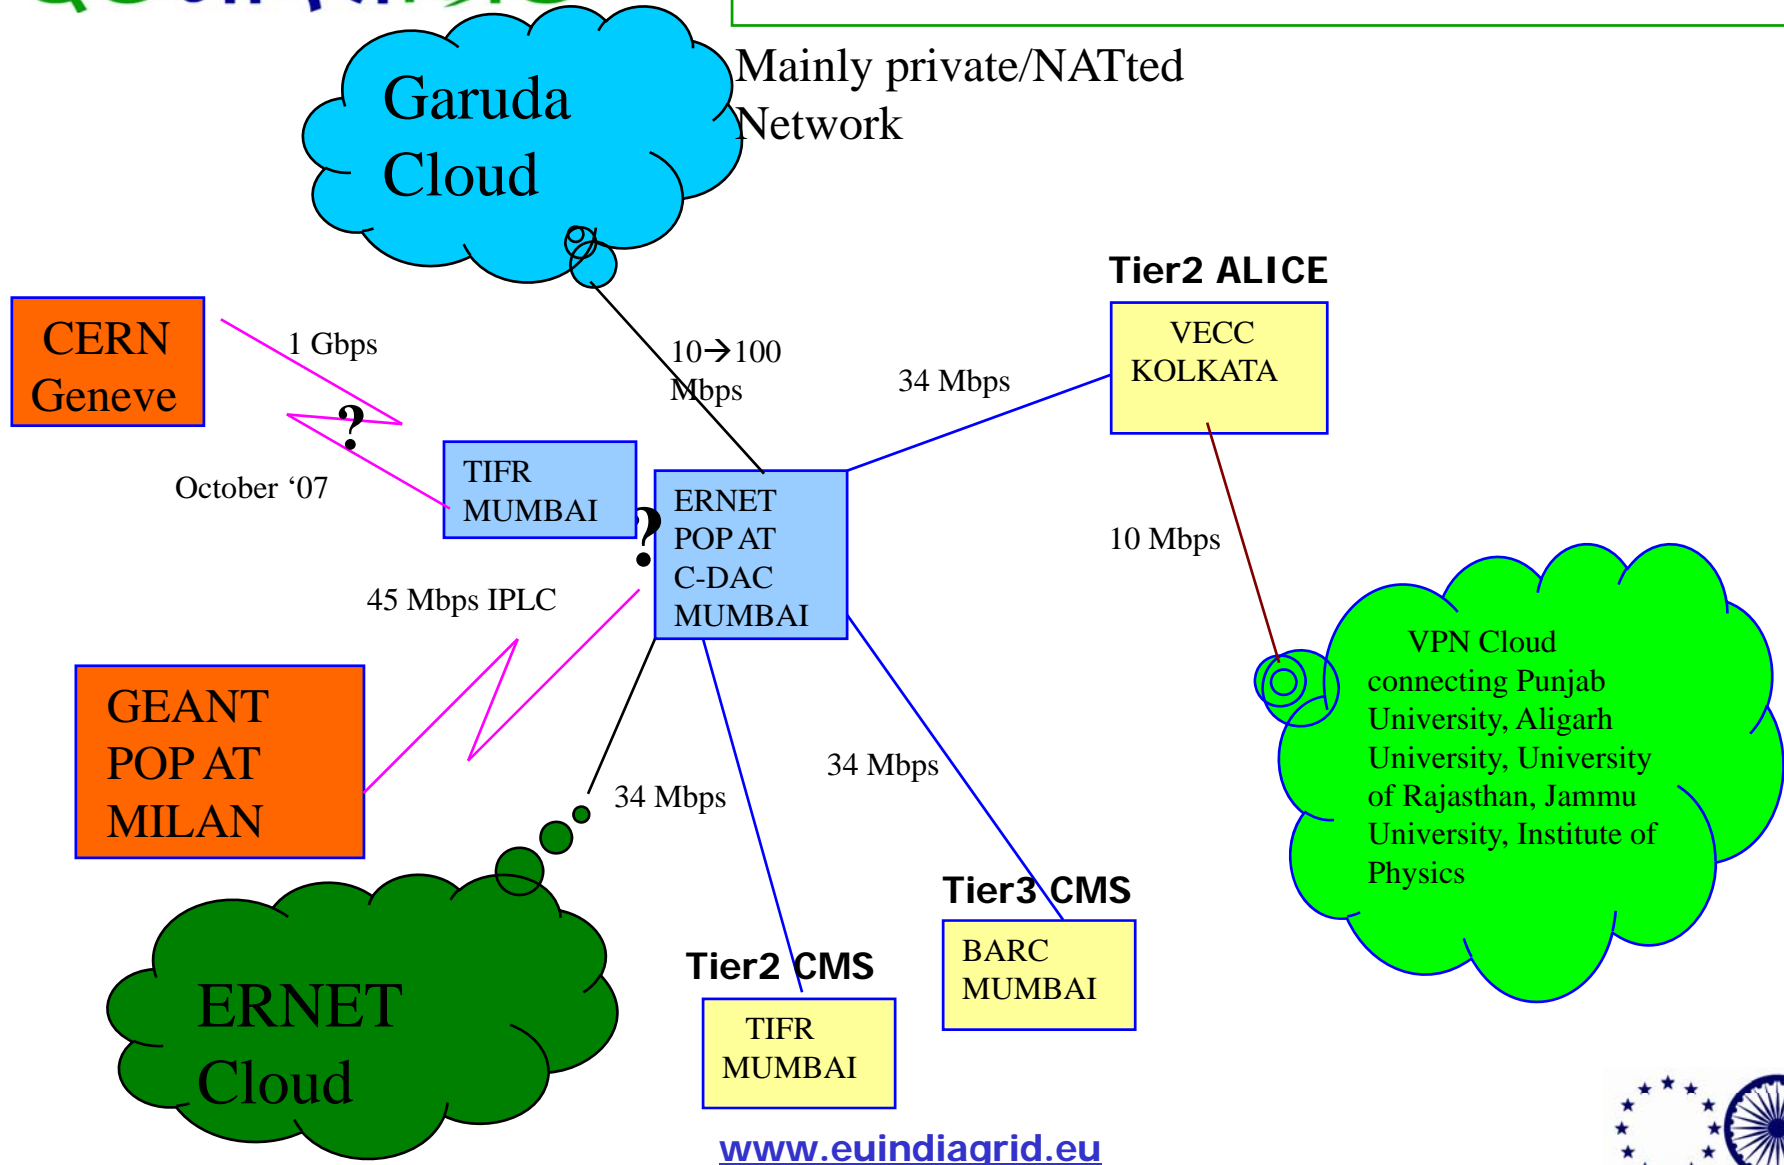 Mainly private/NATted
Network
Garuda
Cloud
Tier2 ALICE
CERN
Geneve
1 Gbps
10→100
Mbps
34 Mbps
VECC
KOLKATA
?
October ‘07
TIFR
MUMBAI
?
ERNET
POP AT
C-DAC
MUMBAI
10 Mbps
45 Mbps IPLC
VPN Cloud
connecting Punjab
University, Aligarh
University, University
of Rajasthan, Jammu
University, Institute of
Physics
GEANT
POP AT
MILAN
34 Mbps
34 Mbps
Tier3 CMS
BARC
MUMBAI
Tier2 CMS
TIFR
MUMBAI
ERNET
Cloud
www.euindiagrid.eu